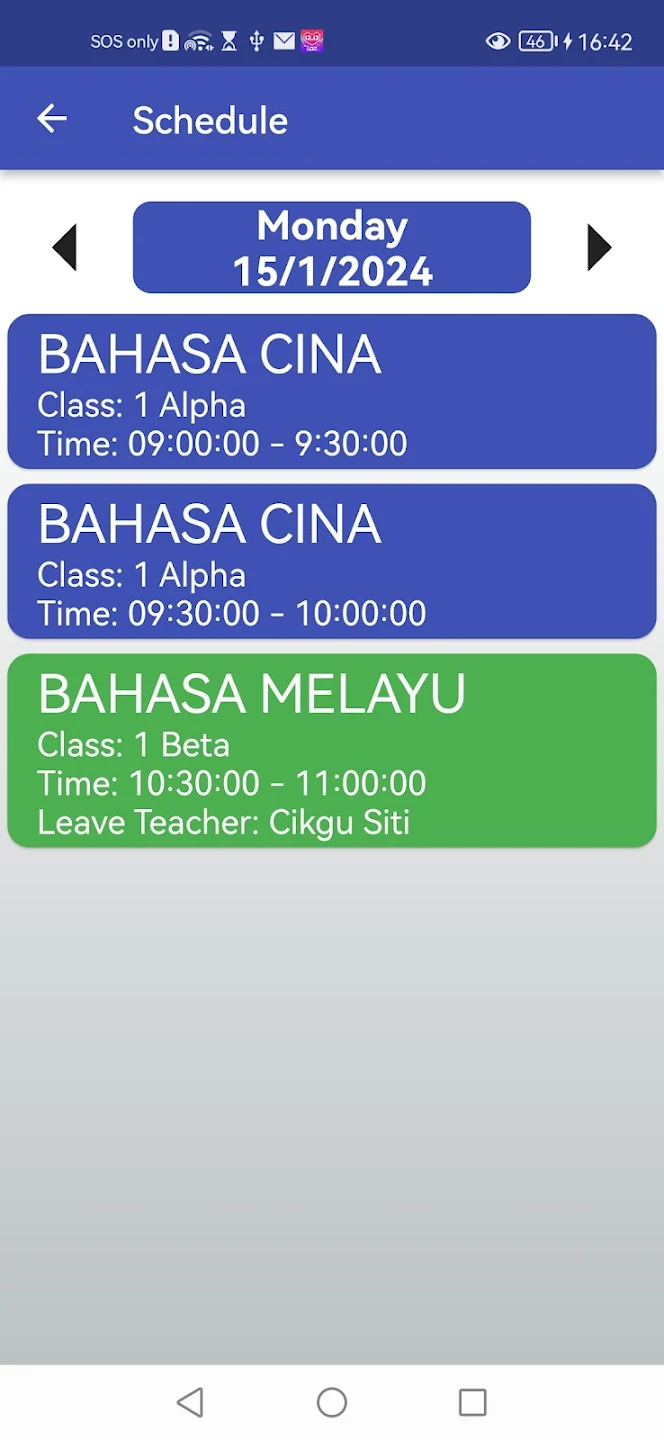 SOS only 46 16:42
Schedule
Monday
15/1/2024
BAHASA CINA
Class: 1 Alpha
Time: 09:00:00 - 9:30:00
BAHASA CINA
Class: 1 Alpha
Time: 09:30:00 - 10:00:00
BAHASA MELAYU
Class: 1 Beta
Time: 10:30:00 - 11:00:00
Leave Teacher: Cikgu Siti